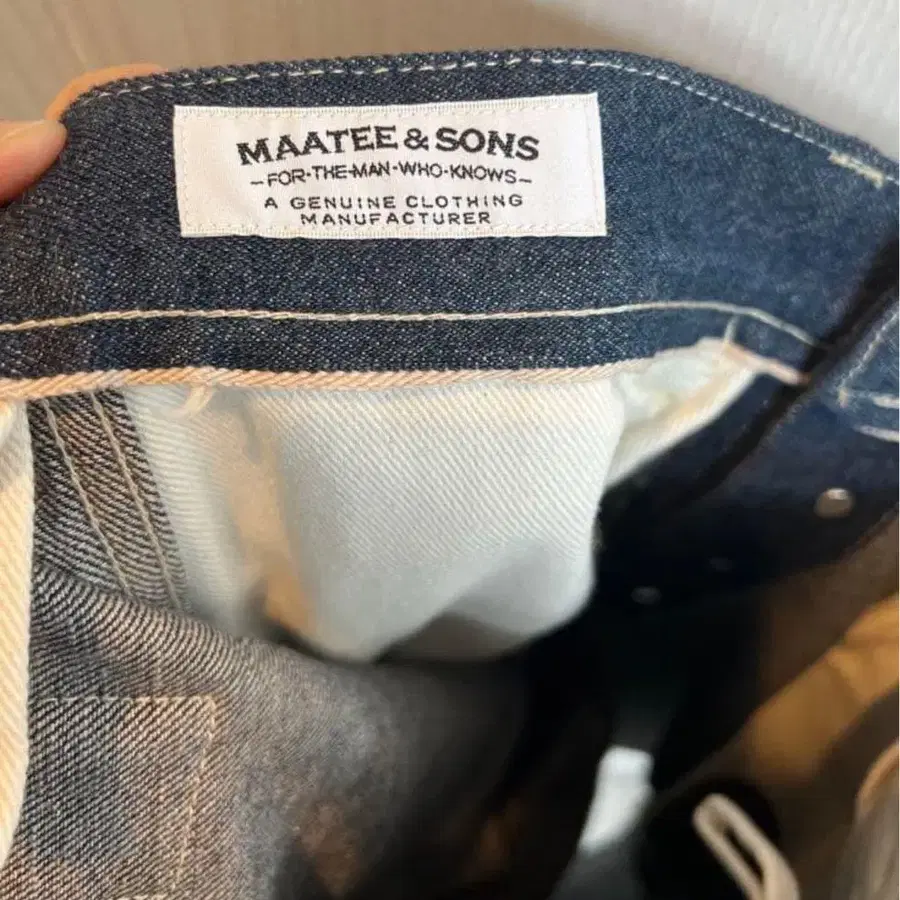 MAATEE & SONS
-FOR·THE·MAN·WHO·KNOWS-
A GENUINE CLOTHING
MANUFACTURER